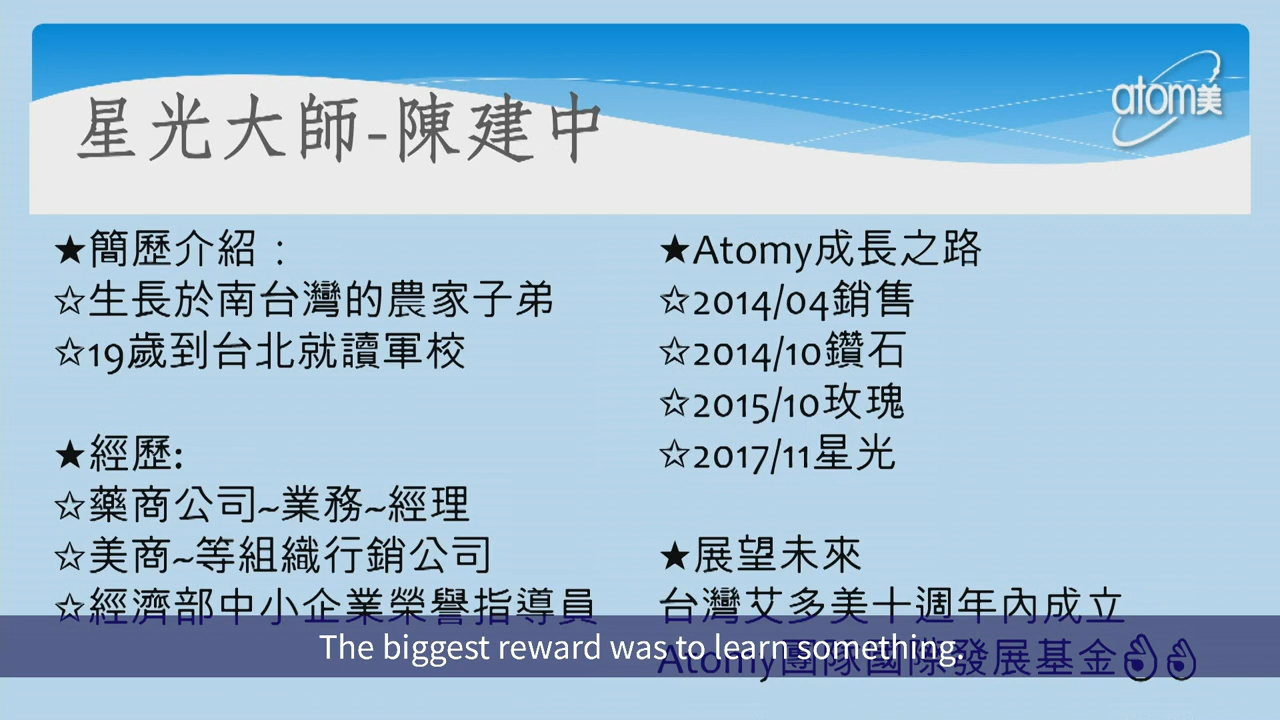 星光大師-陳建中
atom美
★簡歷介紹：
☆生長於南台灣的農家子弟
☆19歲到台北就讀軍校
★經歷:
☆藥商公司~業務~經理
☆美商~等組織行銷公司
☆經濟部中小企業榮譽指導員
★Atomy成長之路
☆2014/04銷售
☆2014/10鑽石
☆2015/10玫瑰
☆2017/11星光
★展望未來
台灣艾多美十週年內成立
Atomy團隊國際發展基金👌👌
The biggest reward was to learn something.